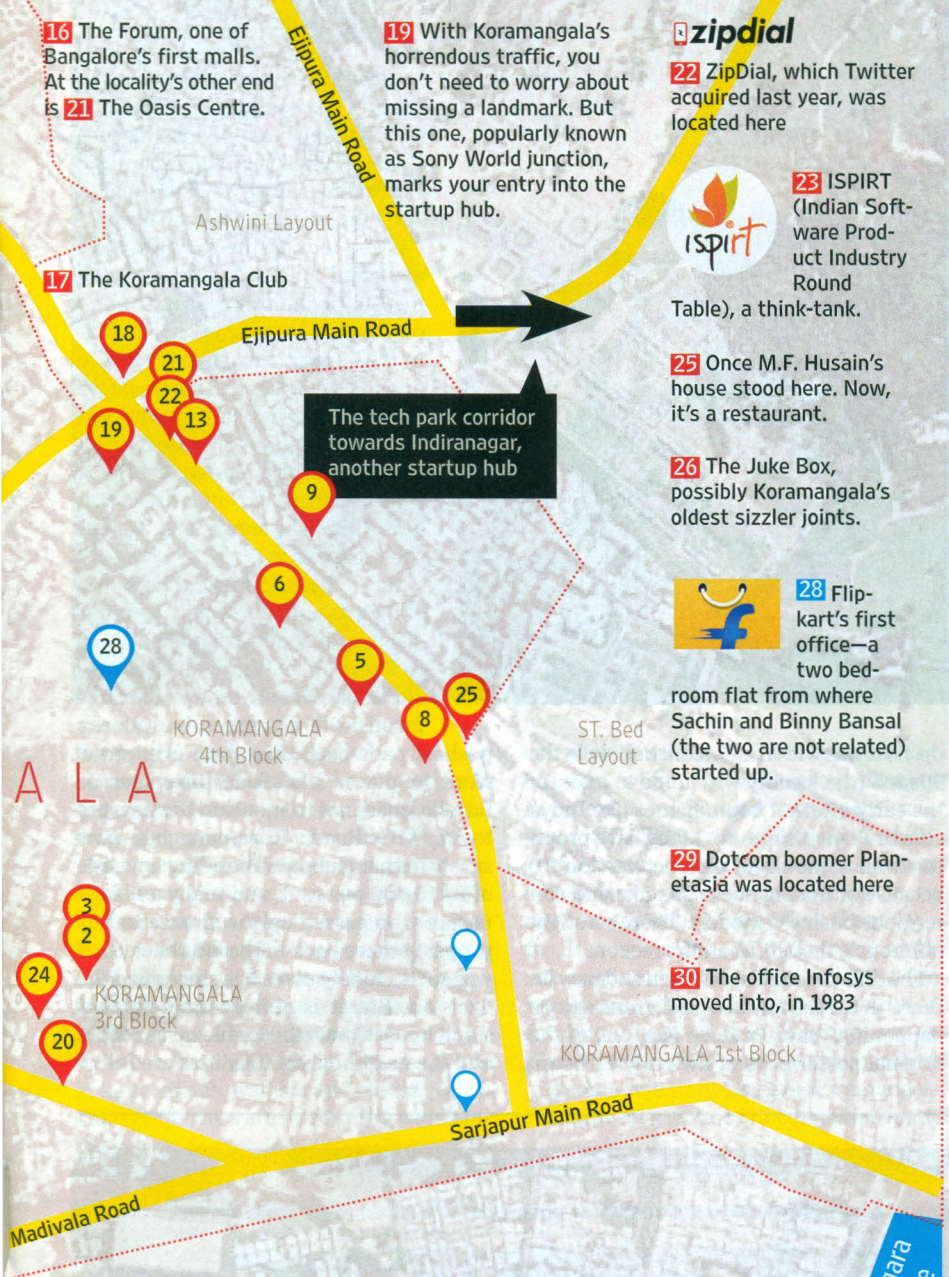 16 The Forum, one of
Bangalore's first malls.
At the locality's other end
is 21 The Oasis Centre.
Ejipura Main Road
19 With Koramangala's
horrendous traffic, you
don't need to worry about
missing a landmark. But
this one, popularly known
as Sony World junction,
marks your entry into the
startup hub.
zipdial
22 ZipDial, which Twitter
acquired last year, was
located here
ispirt
23 ISPIRT
(Indian Soft-
ware Prod-
uct Industry
Round
Table), a think-tank.
Ashwini Layout
17 The Koramangala Club
Ejipura Main Road
18
21
22
13
19
The tech park corridor
towards Indiranagar,
another startup hub
25 Once M.F. Husain's
house stood here. Now,
it's a restaurant.
26 The Juke Box,
possibly Koramangala's
oldest sizzler joints.
9
6
28
5
25
8
f
28 Flip-
kart's first
office—a
two bed-
room flat from where
Sachin and Binny Bansal
(the two are not related)
started up.
KORAMANGALA
4th Block
ST. Bed
Layout
A L A
29 Dotcom boomer Plan-
etasia was located here
3
2
24
KORAMANGALA
3rd Block
20
30 The office Infosys
moved into, in 1983
KORAMANGALA 1st Block
Sarjapur Main Road
Madivala Road